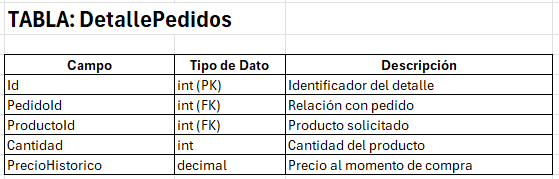 TABLA: DetallePedidos
Campo Tipo de Dato Descripción
Id int (PK) Identificador del detalle
PedidoId int (FK) Relación con pedido
ProductoId int (FK) Producto solicitado
Cantidad int Cantidad del producto
PrecioHistorico decimal Precio al momento de compra